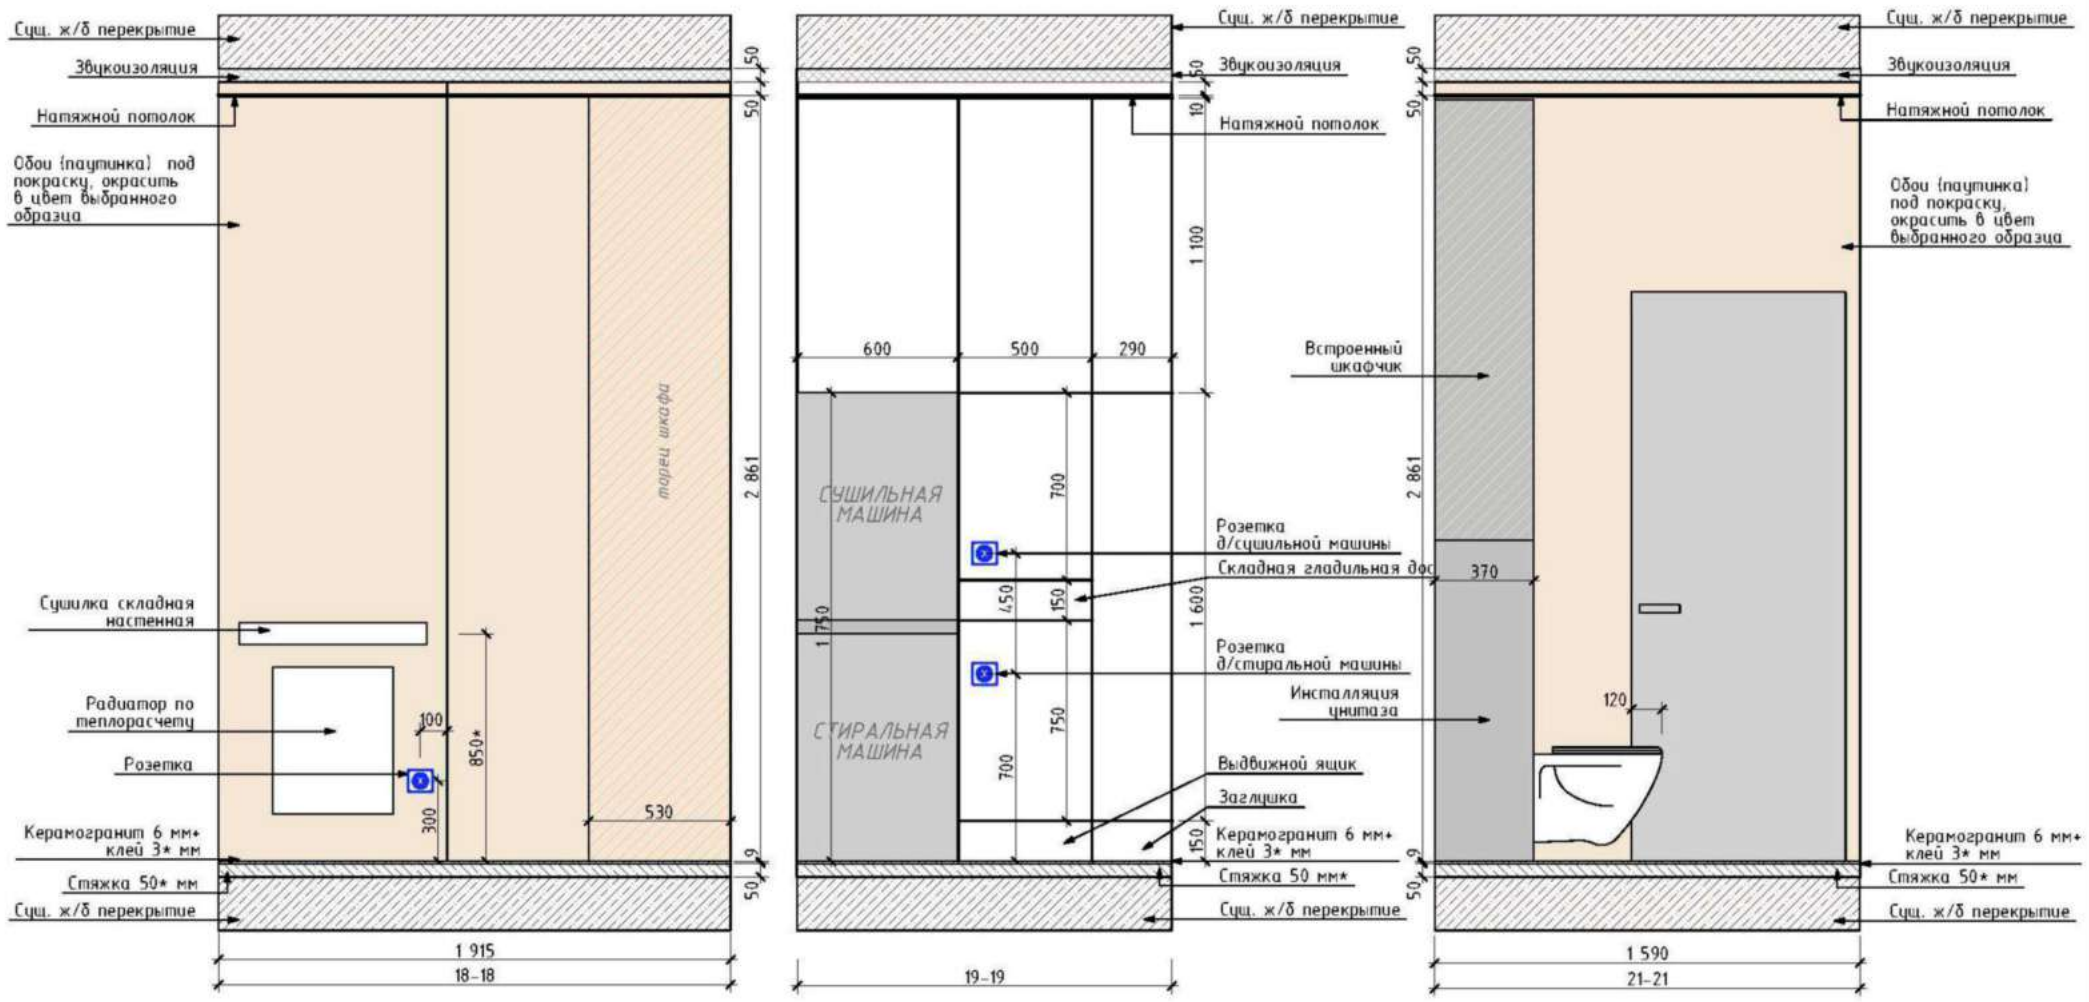 Сущ. ж/б перекрытие
Звукоизоляция
Натяжной потолок
Обои (паутинка) под
покраску, окрасить
в цвет выбранного
образца
Сушилка складная
настенная
Радиатор по
теплорасчету
Розетка
Керамогранит 6 мм+
клей 3* мм
Стяжка 50* мм
Сущ. ж/б перекрытие
торец шкафа
100
850*
300
530
50
50
2 861
9
50
1 915
18-18
Сущ. ж/б перекрытие
Звукоизоляция
Натяжной потолок
50
10
1 100
600
500
290
СУШИЛЬНАЯ
МАШИНА
700
Розетка
д/сушильной машины
Складная гладильная дос
450
150
1 750
1 600
Розетка
д/стиральной машины
СТИРАЛЬНАЯ
МАШИНА
750
700
Выдвижной ящик
Заглушка
150
Керамогранит 6 мм+
клей 3* мм
Стяжка 50 мм*
Сущ. ж/б перекрытие
19-19
Сущ. ж/б перекрытие
Звукоизоляция
Натяжной потолок
Обои (паутинка)
под покраску,
окрасить в цвет
выбранного образца
50
50
2 861
Встроенный
шкафчик
370
Инсталляция
унитаза
120
9
50
Керамогранит 6 мм+
клей 3* мм
Стяжка 50* мм
Сущ. ж/б перекрытие
1 590
21-21